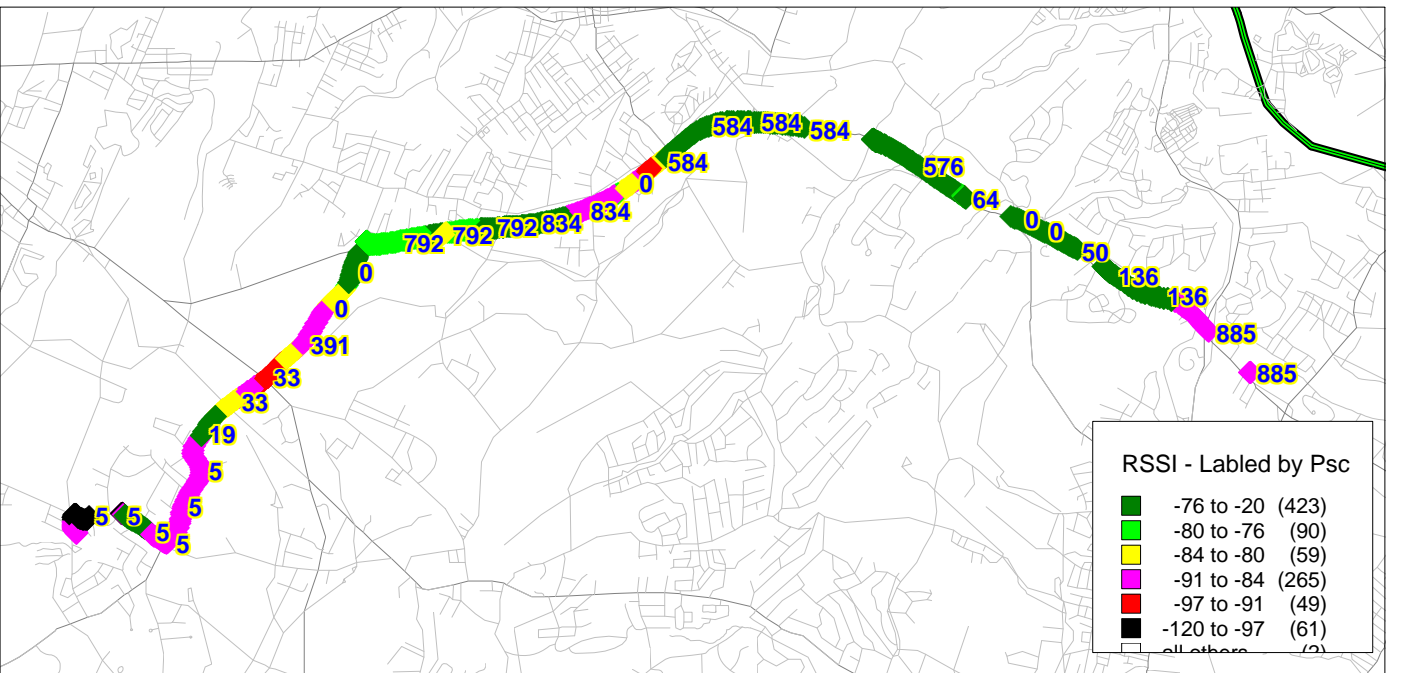 584 584 584
584
576
0
64
834
0
0
792 792 792 834
50
0
136
136
0
885
391
885
33
33
19
5
5
5 5 5
5
RSSI - Labled by Psc
-76 to -20 (423)
-80 to -76 (90)
-84 to -80 (59)
-91 to -84 (265)
-97 to -91 (49)
-120 to -97 (61)
all others (2)